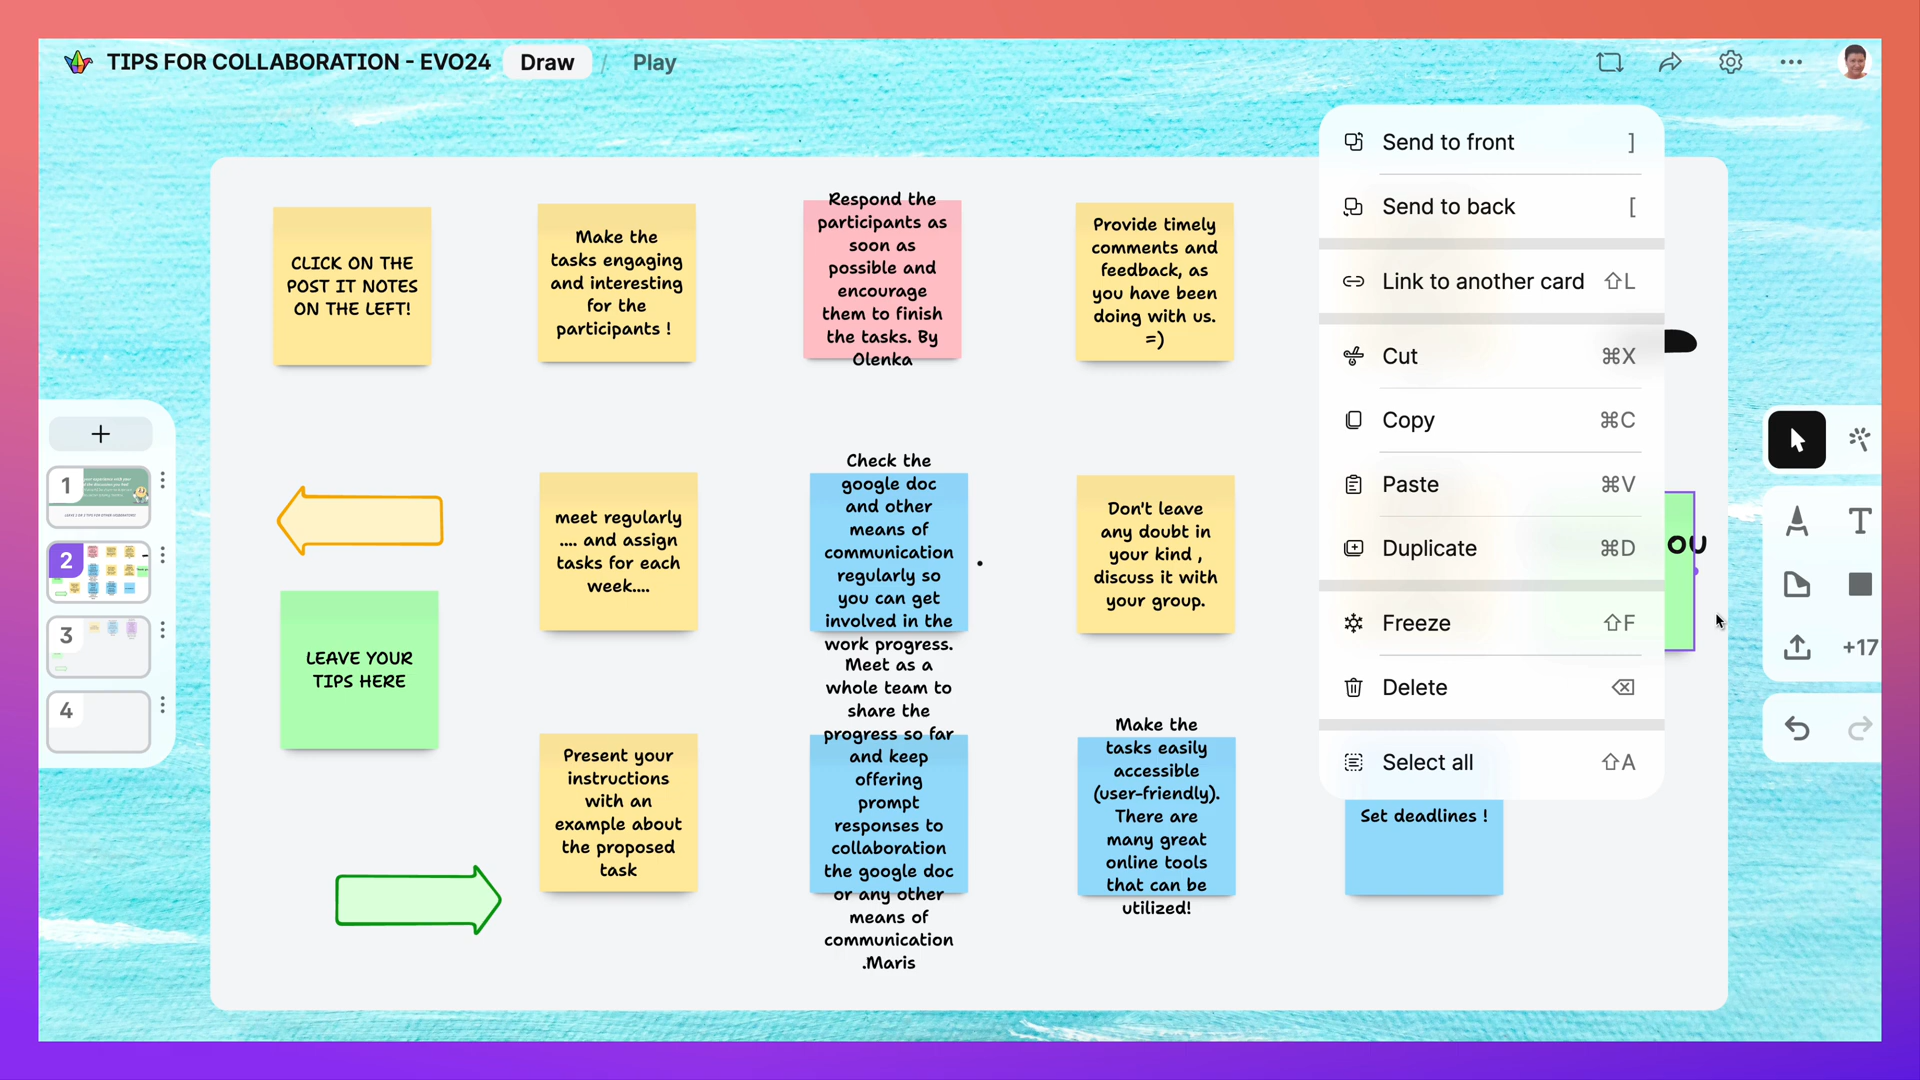 TIPS FOR COLLABORATION - EVO24
Draw
/
Play
CLICK ON THE
POST IT NOTES
ON THE LEFT!
Make the
tasks engaging
and interesting
for the
participants !
Respond the
participants as
soon as
possible and
encourage
them to finish
the tasks. By
Olenka
Provide timely
comments and
feedback, as
you have been
doing with us.
=)
meet regularly
.... and assign
tasks for each
week....
Check the
google doc
and other
means of
communication
regularly so
you can get
involved in the
work progress.
Don't leave
any doubt in
your kind ,
discuss it with
your group.
LEAVE YOUR
TIPS HERE
Present your
instructions
with an
example about
the proposed
task
Meet as a
whole team to
share the
progress so far
and keep
offering
prompt
responses to
collaboration
the google doc
or any other
means of
communication
.Maris
Make the
tasks easily
accessible
(user-friendly).
There are
many great
online tools
that can be
utilized!
Set deadlines !
Send to front ]
Send to back [
Link to another card ⇧L
Cut ⌘X
Copy ⌘C
Paste ⌘V
Duplicate ⌘D
Freeze ⇧F
Delete ⌫
Select all ⇧A
ou
+
1
2
3
4
T
+17